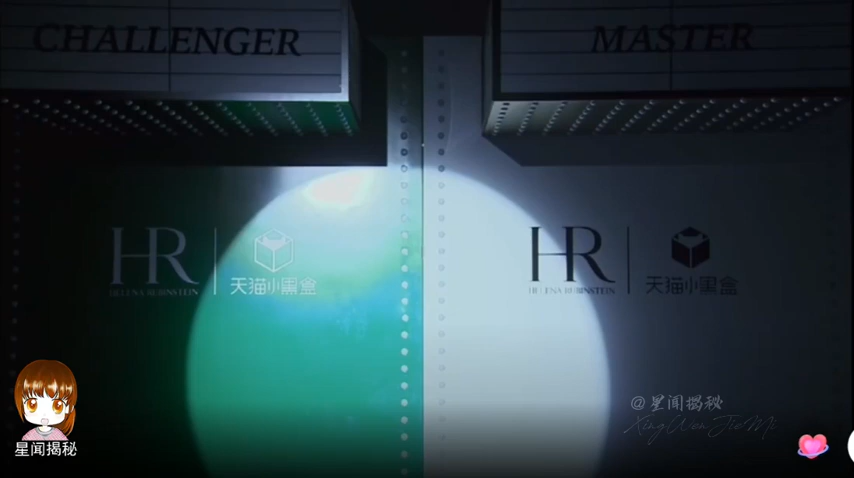 CHALLENGER
MASTER
HR
HELENA RUBINSTEIN
天猫小黑盒
HR
HELENA RUBINSTEIN
天猫小黑盒
@星闻揭秘
XingWenJieMi
星闻揭秘